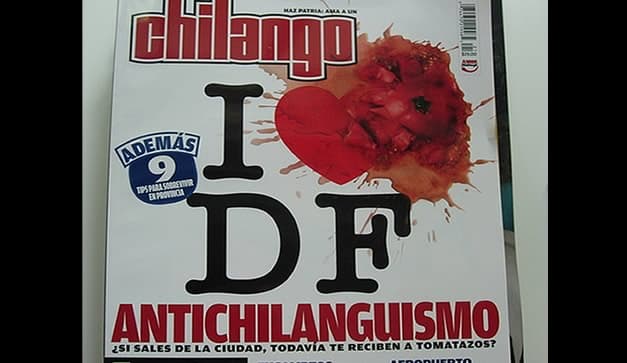 HAZ PATRIA: AMA A UN
chilango
I
DF
ADEMÁS
9
TIPS PARA SOBREVIVIR
EN PROVINCIA
ANTICHILANGUISMO
¿SI SALES DE LA CIUDAD, TODAVÍA TE RECIBEN A TOMATAZOS?
AEROPUERTO